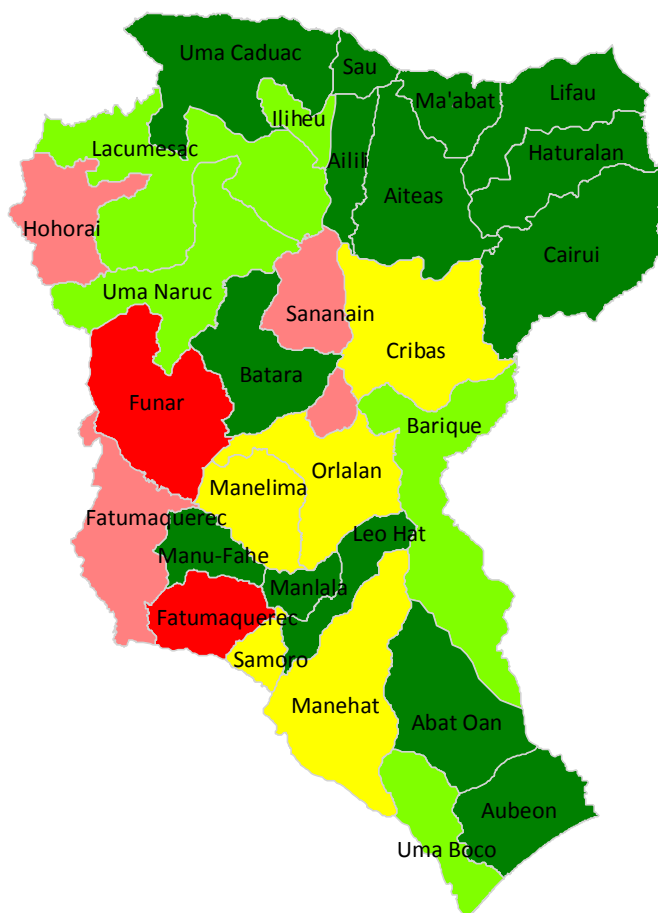 Uma Caduac
Sau
Ma'abat
Lifau
Iliheu
Lacumesac
Ailili
Haturalan
Aiteas
Hohorai
Cairui
Uma Naruc
Sananain
Cribas
Batara
Funar
Barique
Orlalan
Manelima
Fatumaquerec
Leo Hat
Manu-Fahe
Manlala
Fatumaquerec
Samoro
Manehat
Abat Oan
Aubeon
Uma Boco